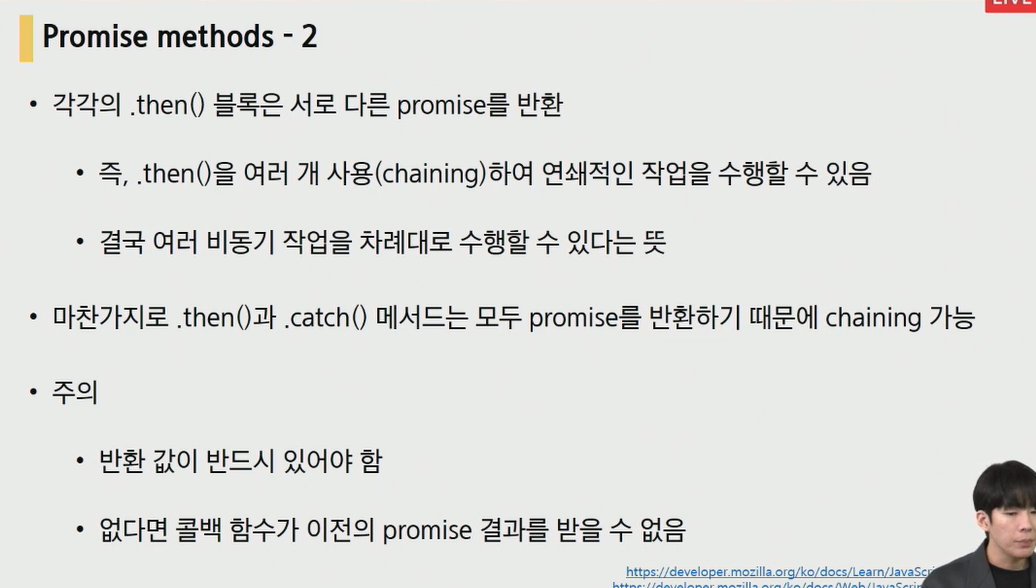 LIVE
Promise methods - 2
• 각각의 .then() 블록은 서로 다른 promise를 반환
• 즉, .then()을 여러 개 사용(chaining)하여 연쇄적인 작업을 수행할 수 있음
• 결국 여러 비동기 작업을 차례대로 수행할 수 있다는 뜻
• 마찬가지로 .then()과 .catch() 메서드는 모두 promise를 반환하기 때문에 chaining 가능
• 주의
• 반환 값이 반드시 있어야 함
• 없다면 콜백 함수가 이전의 promise 결과를 받을 수 없음
https://developer.mozilla.org/ko/docs/Learn/JavaScri
https://developer.mozilla.org/ko/docs/Web/JavaScri